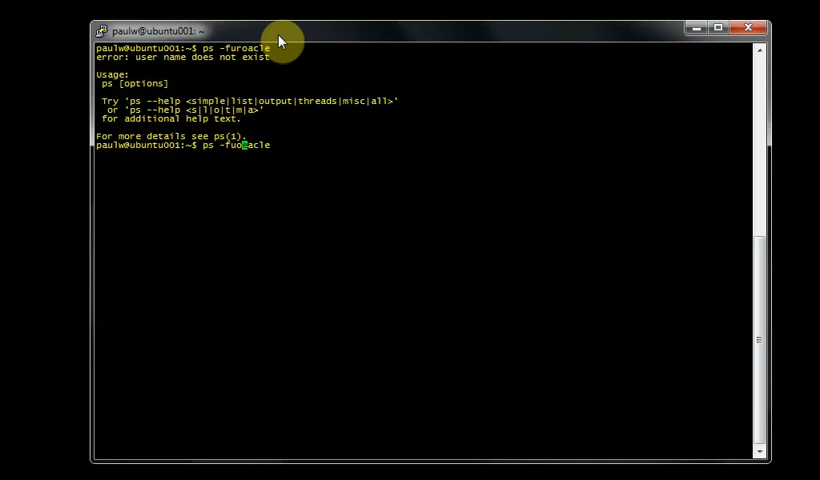 paulw@ubuntu001: ~
paulw@ubuntu001:~$ ps -furoacle
error: user name does not exist
Usage:
ps [options]
Try 'ps --help <simple|list|output|threads|misc|all>'
or 'ps --help <s|l|o|t|m|a>'
for additional help text.
For more details see ps(1).
paulw@ubuntu001:~$ ps -fuoracle